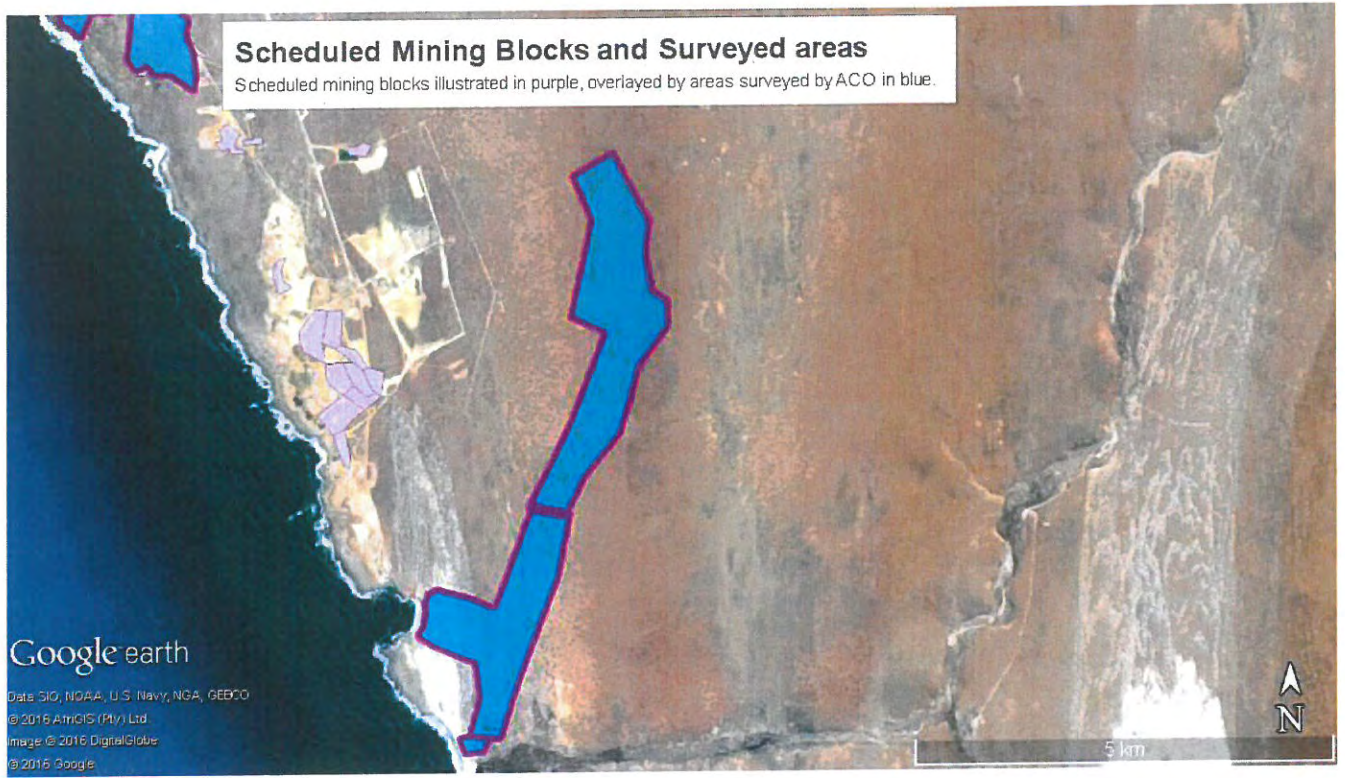 Scheduled Mining Blocks and Surveyed areas
Scheduled mining blocks illustrated in purple, overlayed by areas surveyed by ACO in blue.
Google earth
Data SIO, NOAA, U.S. Navy, NGA, GEBCO
© 2016 AfriGIS (Pty) Ltd.
Image © 2016 DigitalGlobe
© 2016 Google
N
5 km